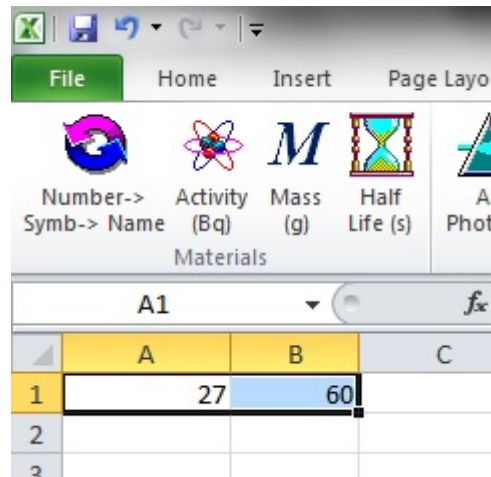 File Home Insert Page Layo
Number-> Activity Mass Half A
Symb-> Name (Bq) (g) Life (s) Phot
Materials
A1 fx
A B C
1 27 60
2
3